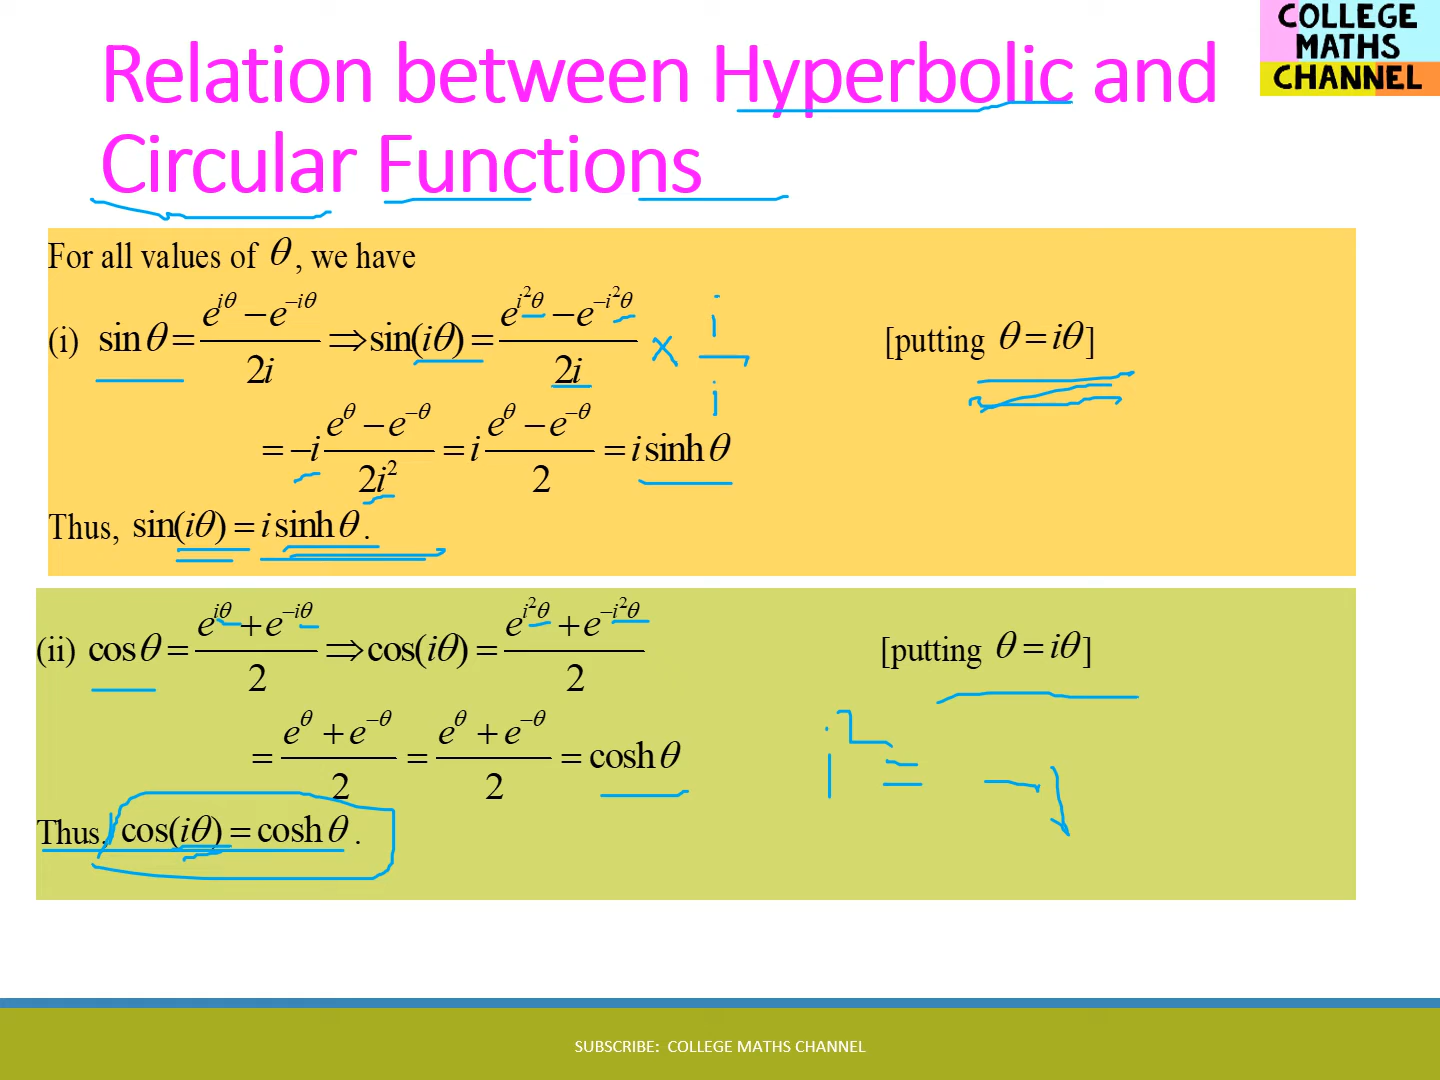 COLLEGE
MATHS
CHANNEL
Relation between Hyperbolic and
Circular Functions
For all values of θ, we have
(i) sin θ = (e^{iθ} − e^{−iθ})/2i ⇒ sin(iθ) = (e^{i²θ} − e^{−i²θ})/2i × i/i [putting θ = iθ]
= −i (e^θ − e^{−θ})/2i² = i (e^θ − e^{−θ})/2 = i sinh θ
Thus, sin(iθ) = i sinh θ.
(ii) cos θ = (e^{iθ} + e^{−iθ})/2 ⇒ cos(iθ) = (e^{i²θ} + e^{−i²θ})/2 [putting θ = iθ]
= (e^θ + e^{−θ})/2 = (e^θ + e^{−θ})/2 = cosh θ
i² = −1
Thus, cos(iθ) = cosh θ.
SUBSCRIBE: COLLEGE MATHS CHANNEL